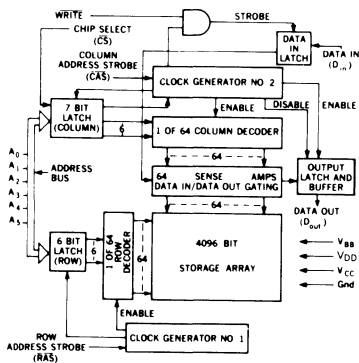 WRITE
STROBE
CHIP SELECT
(CS)
DATA
IN
LATCH
DATA IN
(Din)
COLUMN
ADDRESS STROBE
(CAS)
CLOCK GENERATOR NO 2
ENABLE
DISABLE
ENABLE
7 BIT
LATCH
(COLUMN)
6
1 OF 64 COLUMN DECODER
64
A0
A1
A2
A3
A4
A5
ADDRESS
BUS
64 SENSE AMPS
DATA IN/DATA OUT GATING
OUTPUT
LATCH AND
BUFFER
64
DATA OUT
(Dout)
6 BIT
LATCH
(ROW)
6
1 OF 64
ROW
DECODER
64
4096 BIT
STORAGE ARRAY
VBB
VDD
VCC
Gnd
ENABLE
ROW
ADDRESS STROBE
(RAS)
CLOCK GENERATOR NO 1